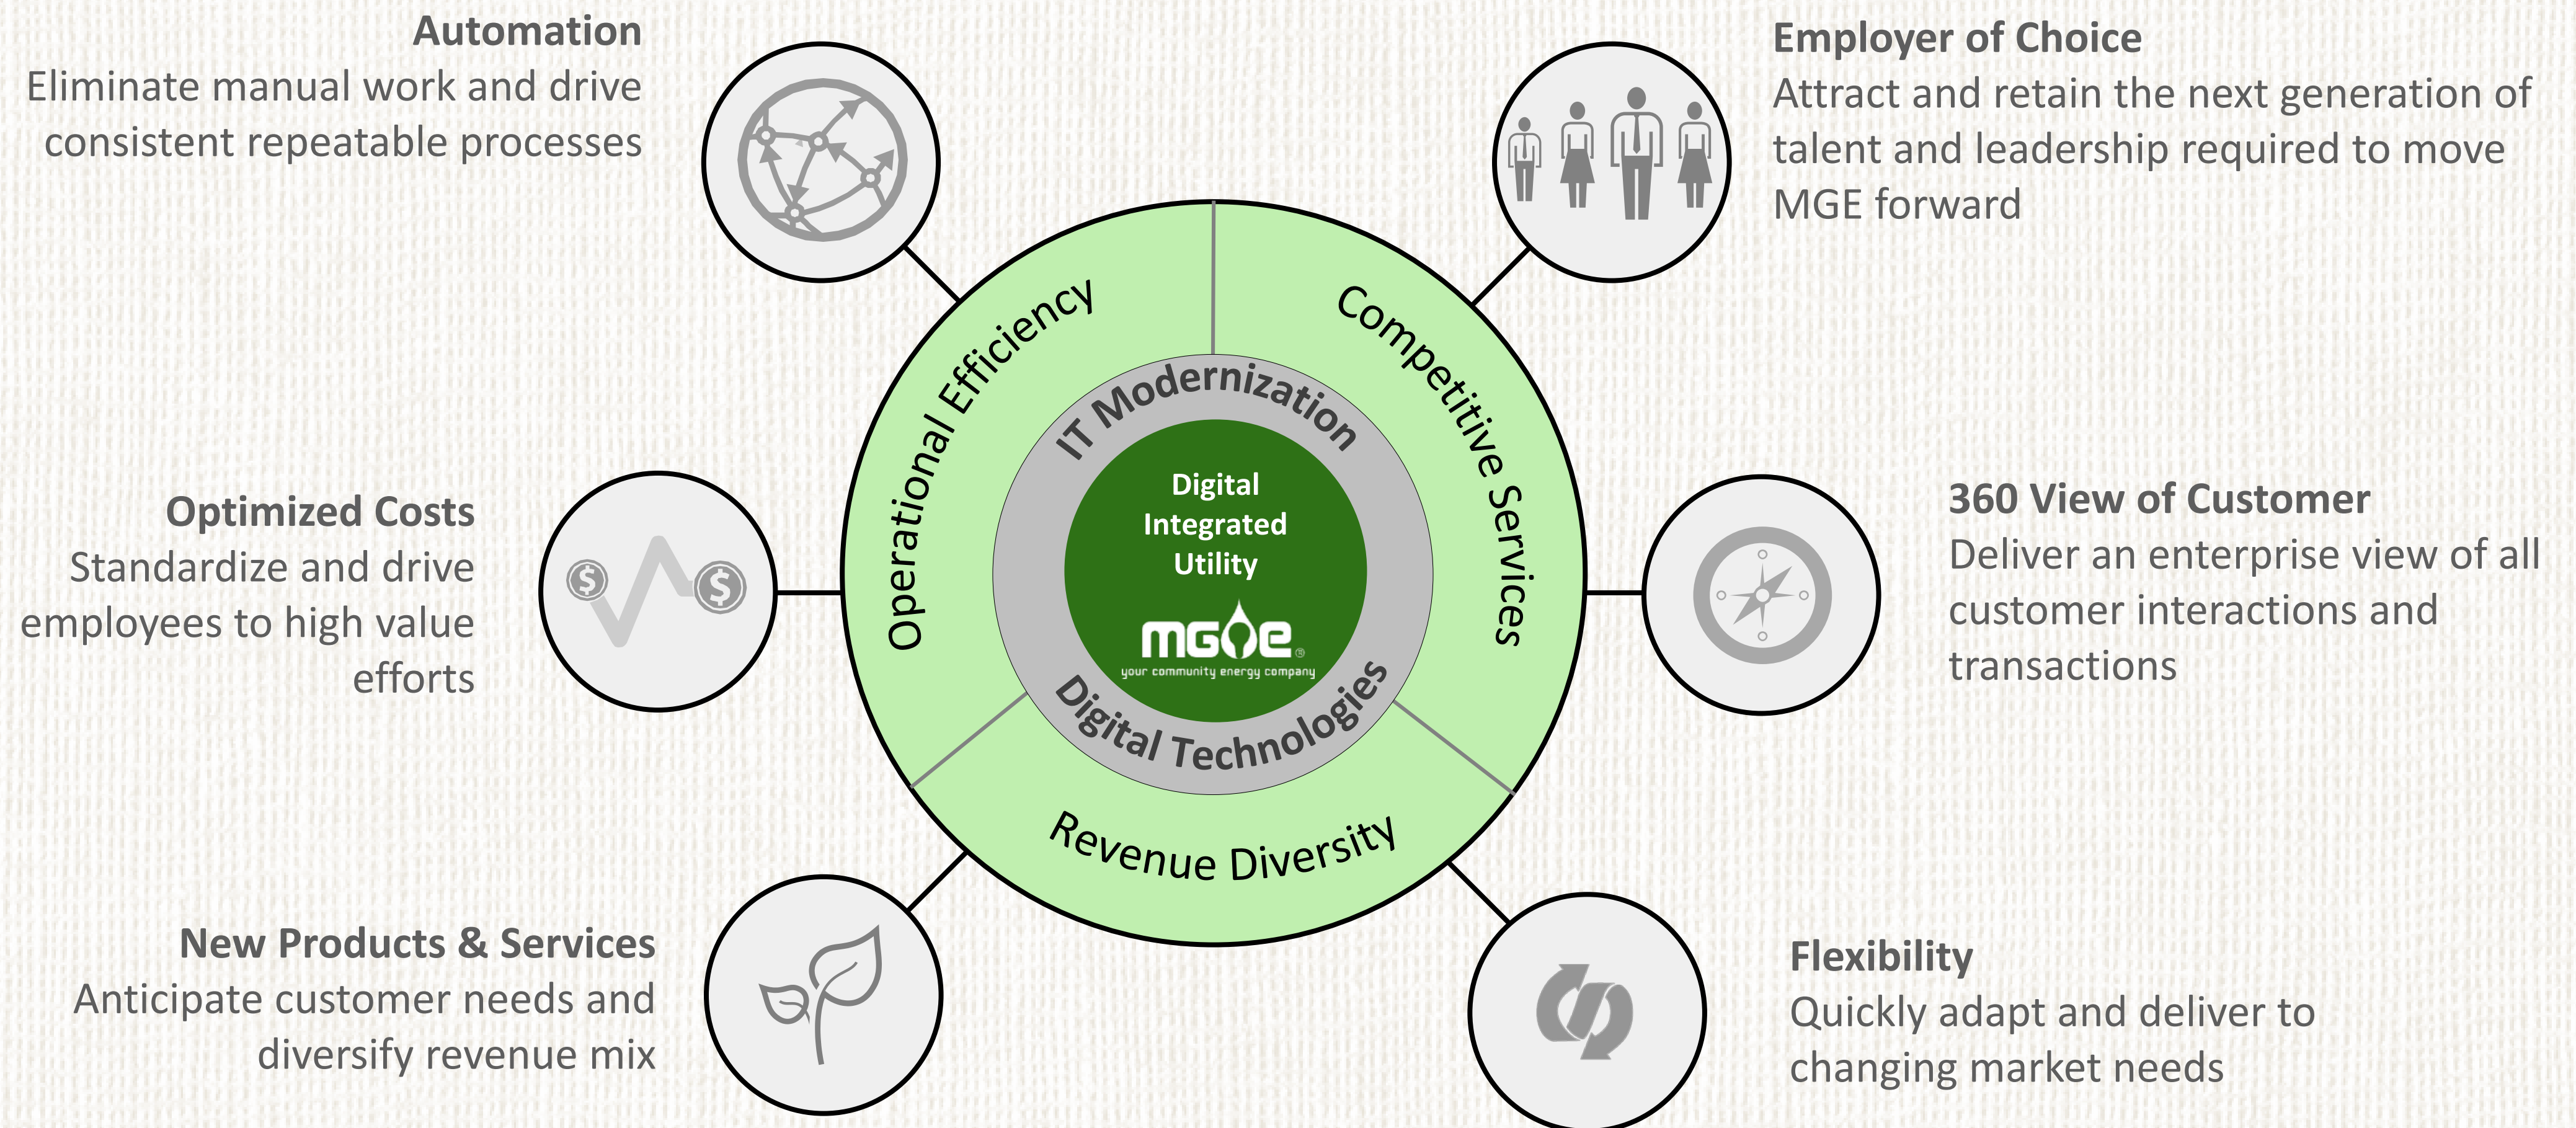 Automation
Eliminate manual work and drive
consistent repeatable processes
Employer of Choice
Attract and retain the next generation of
talent and leadership required to move
MGE forward
Operational Efficiency
Competitive Services
IT Modernization
Digital
Integrated
Utility
mge®
your community energy company
Digital Technologies
Revenue Diversity
Optimized Costs
Standardize and drive
employees to high value
efforts
$ $
360 View of Customer
Deliver an enterprise view of all
customer interactions and
transactions
New Products & Services
Anticipate customer needs and
diversify revenue mix
Flexibility
Quickly adapt and deliver to
changing market needs